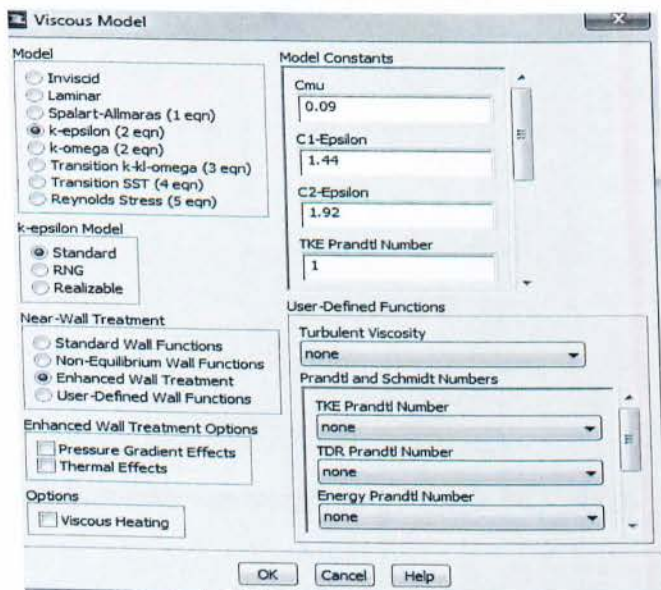 Viscous Model
Model
Inviscid
Laminar
Spalart-Allmaras (1 eqn)
k-epsilon (2 eqn)
k-omega (2 eqn)
Transition k-kl-omega (3 eqn)
Transition SST (4 eqn)
Reynolds Stress (5 eqn)
k-epsilon Model
Standard
RNG
Realizable
Near-Wall Treatment
Standard Wall Functions
Non-Equilibrium Wall Functions
Enhanced Wall Treatment
User-Defined Wall Functions
Enhanced Wall Treatment Options
Pressure Gradient Effects
Thermal Effects
Options
Viscous Heating
Model Constants
Cmu
0.09
C1-Epsilon
1.44
C2-Epsilon
1.92
TKE Prandtl Number
1
User-Defined Functions
Turbulent Viscosity
none
Prandtl and Schmidt Numbers
TKE Prandtl Number
none
TDR Prandtl Number
none
Energy Prandtl Number
none
OK
Cancel
Help